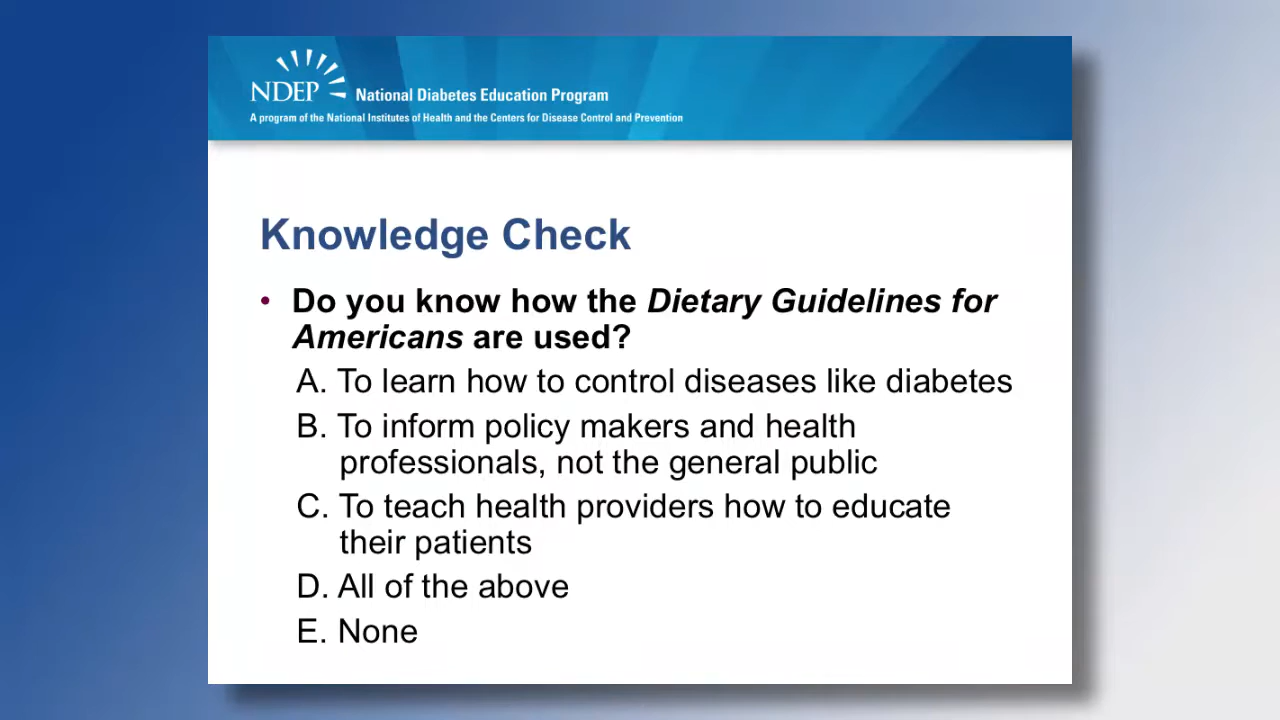 NDEP National Diabetes Education Program
A program of the National Institutes of Health and the Centers for Disease Control and Prevention
Knowledge Check
• Do you know how the Dietary Guidelines for
Americans are used?
A. To learn how to control diseases like diabetes
B. To inform policy makers and health
professionals, not the general public
C. To teach health providers how to educate
their patients
D. All of the above
E. None